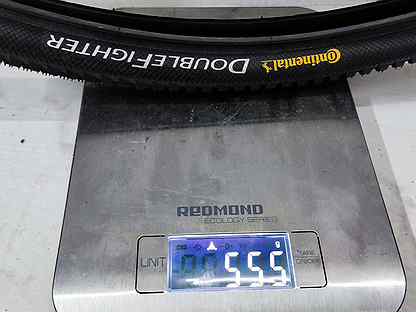 DOUBLEFIGHTER Continental
REDMOND
ECOLOGY SERIES
UNIT 555 g